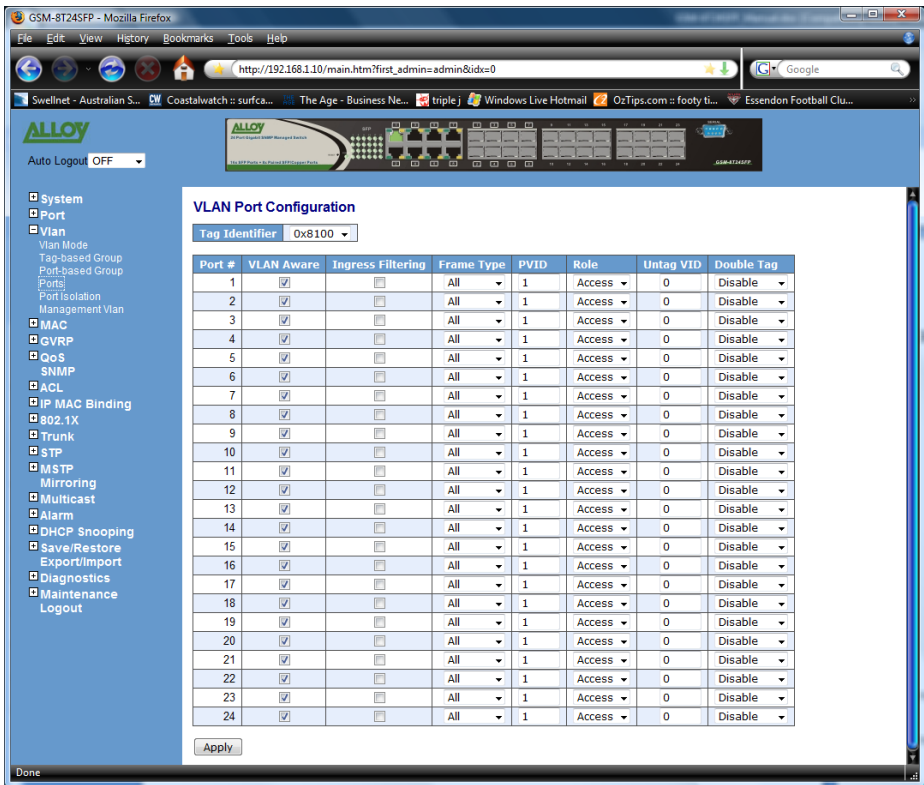 GSM-8T24SFP - Mozilla Firefox
File Edit View History Bookmarks Tools Help
http://192.168.1.10/main.htm?first_admin=admin&idx=0
G Google
Swellnet - Australian S... CW Coastalwatch :: surfca... The Age - Business Ne... triple j Windows Live Hotmail OzTips.com :: footy ti... Essendon Football Clu...
ALLOY
Auto Logout OFF
ALLOY
SFP
SERIAL
GSM-8T24SFP
System
Port
Vlan
Vlan Mode
Tag-based Group
Port-based Group
Ports
Port Isolation
Management Vlan
MAC
GVRP
QoS
SNMP
ACL
IP MAC Binding
802.1X
Trunk
STP
MSTP
Mirroring
Multicast
Alarm
DHCP Snooping
Save/Restore
Export/Import
Diagnostics
Maintenance
Logout
VLAN Port Configuration
Tag Identifier 0x8100
Port # VLAN Aware Ingress Filtering Frame Type PVID Role Untag VID Double Tag
1 All 1 Access 0 Disable
2 All 1 Access 0 Disable
3 All 1 Access 0 Disable
4 All 1 Access 0 Disable
5 All 1 Access 0 Disable
6 All 1 Access 0 Disable
7 All 1 Access 0 Disable
8 All 1 Access 0 Disable
9 All 1 Access 0 Disable
10 All 1 Access 0 Disable
11 All 1 Access 0 Disable
12 All 1 Access 0 Disable
13 All 1 Access 0 Disable
14 All 1 Access 0 Disable
15 All 1 Access 0 Disable
16 All 1 Access 0 Disable
17 All 1 Access 0 Disable
18 All 1 Access 0 Disable
19 All 1 Access 0 Disable
20 All 1 Access 0 Disable
21 All 1 Access 0 Disable
22 All 1 Access 0 Disable
23 All 1 Access 0 Disable
24 All 1 Access 0 Disable
Apply
Done